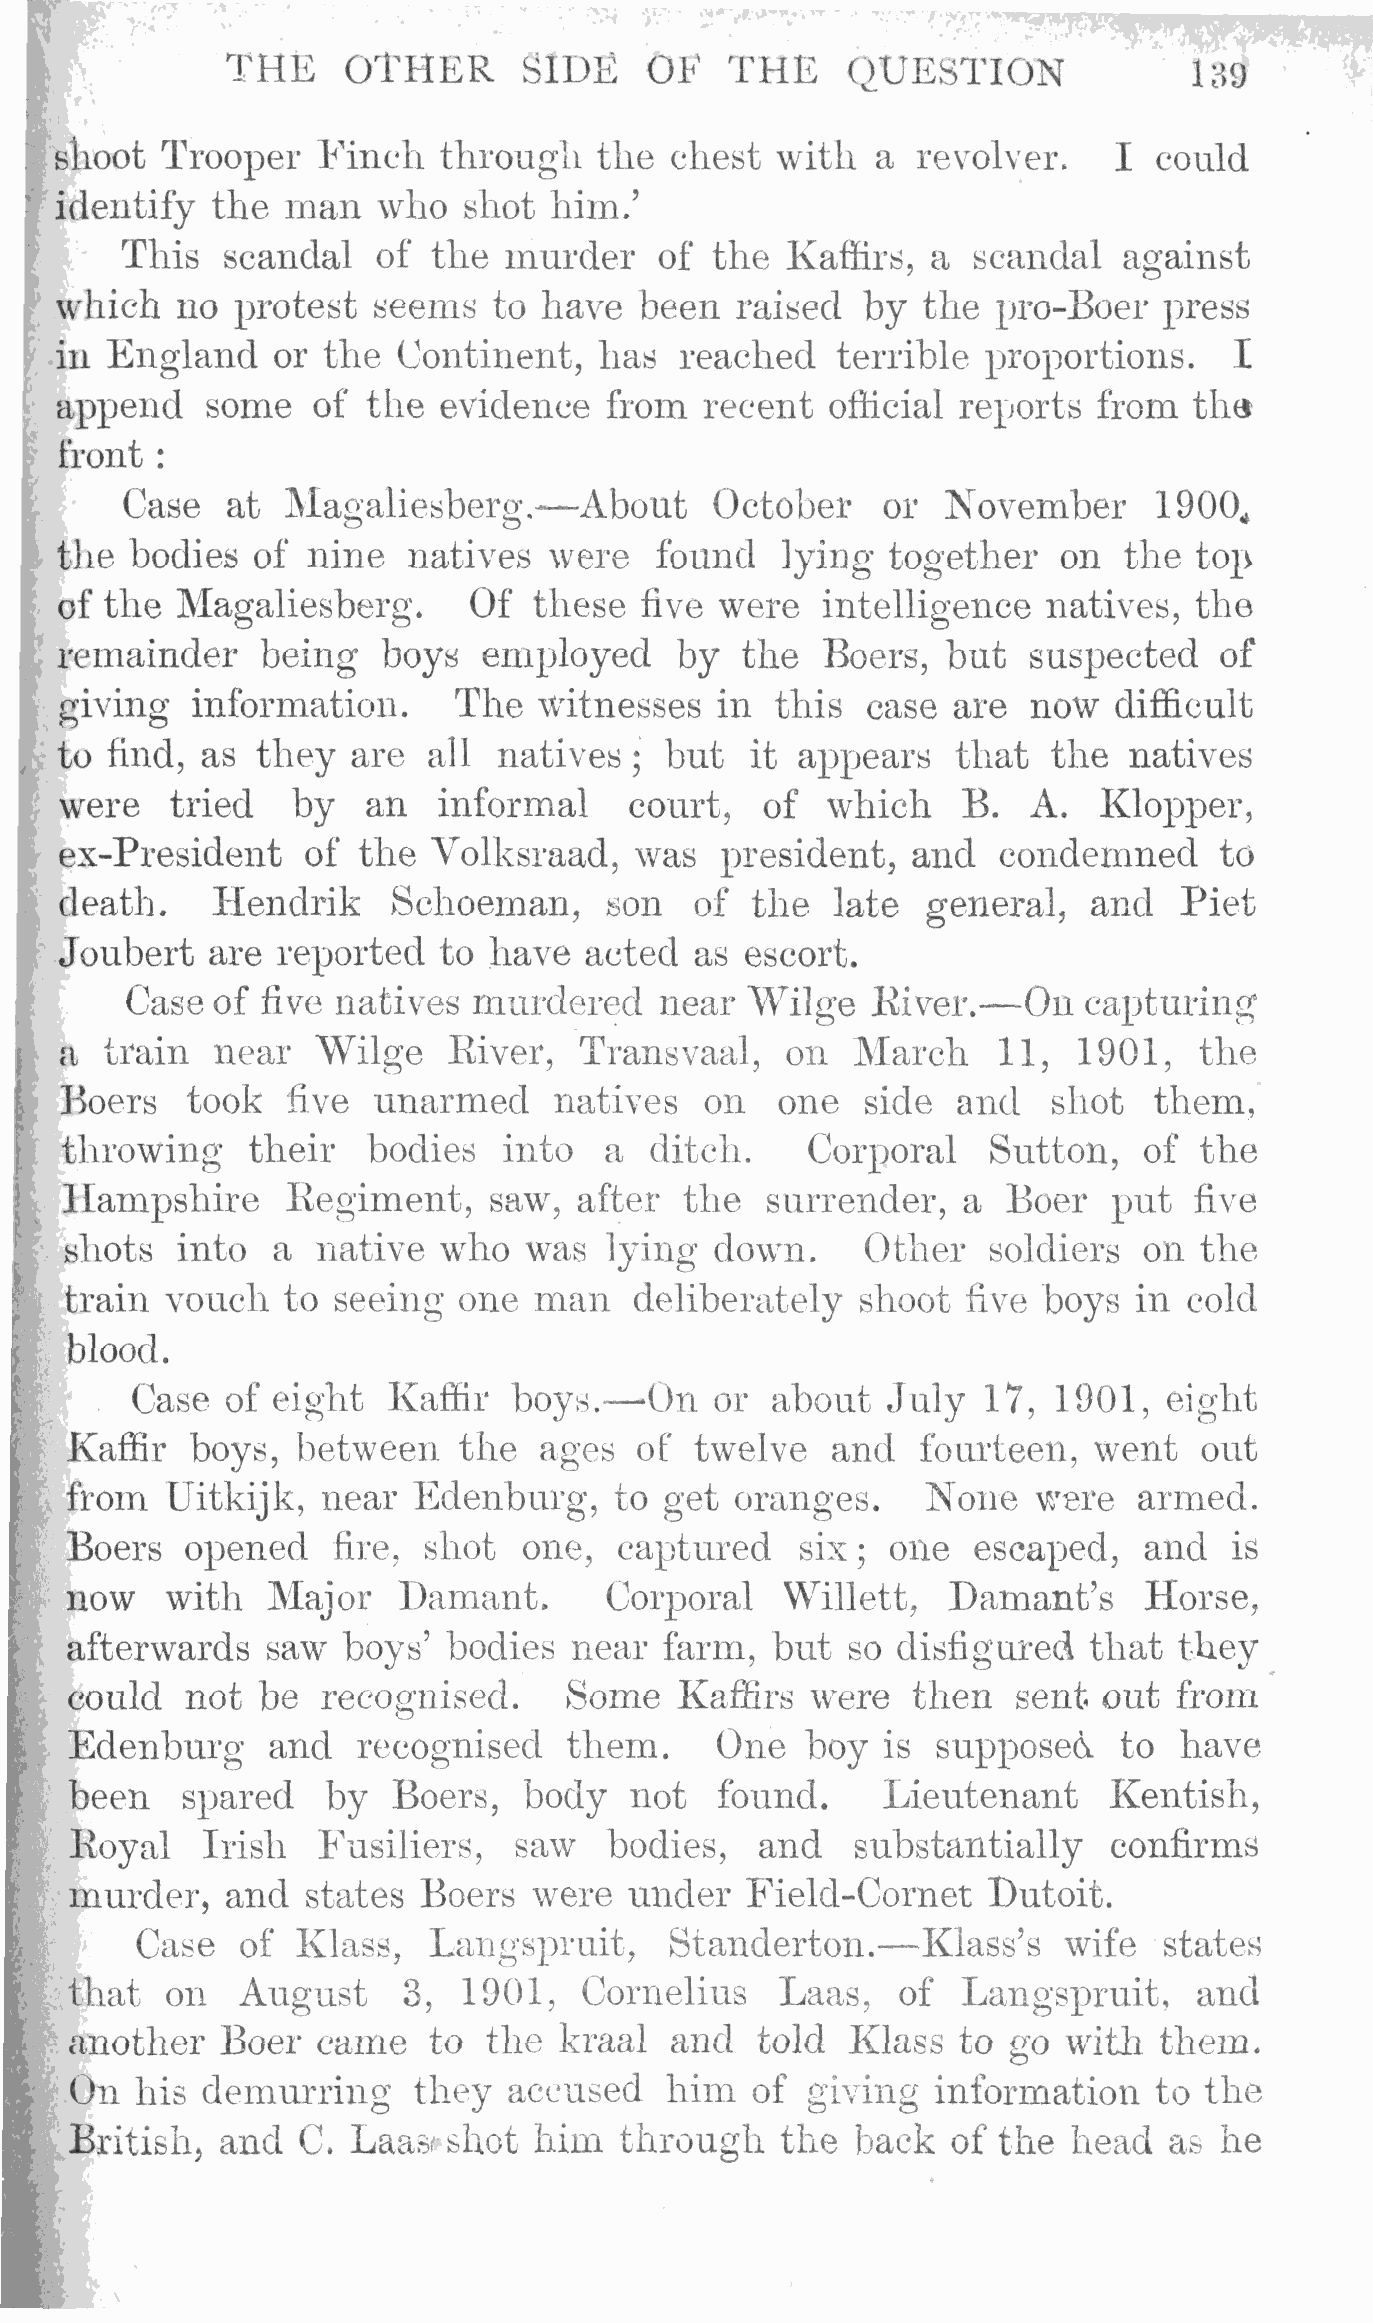 THE OTHER SIDE OF THE QUESTION 139
shoot Trooper Finch through the chest with a revolver. I could
identify the man who shot him.’
This scandal of the murder of the Kaffirs, a scandal against
which no protest seems to have been raised by the pro-Boer press
in England or the Continent, has reached terrible proportions. I
append some of the evidence from recent official reports from the
front :
Case at Magaliesberg.—About October or November 1900,
the bodies of nine natives were found lying together on the top
of the Magaliesberg. Of these five were intelligence natives, the
remainder being boys employed by the Boers, but suspected of
giving information. The witnesses in this case are now difficult
to find, as they are all natives ; but it appears that the natives
were tried by an informal court, of which B. A. Klopper,
ex-President of the Volksraad, was president, and condemned to
death. Hendrik Schoeman, son of the late general, and Piet
Joubert are reported to have acted as escort.
Case of five natives murdered near Wilge River.—On capturing
a train near Wilge River, Transvaal, on March 11, 1901, the
Boers took five unarmed natives on one side and shot them,
throwing their bodies into a ditch. Corporal Sutton, of the
Hampshire Regiment, saw, after the surrender, a Boer put five
shots into a native who was lying down. Other soldiers on the
train vouch to seeing one man deliberately shoot five boys in cold
blood.
Case of eight Kaffir boys.—On or about July 17, 1901, eight
Kaffir boys, between the ages of twelve and fourteen, went out
from Uitkijk, near Edenburg, to get oranges. None were armed.
Boers opened fire, shot one, captured six ; one escaped, and is
now with Major Damant. Corporal Willett, Damant’s Horse,
afterwards saw boys’ bodies near farm, but so disfigured that they
could not be recognised. Some Kaffirs were then sent out from
Edenburg and recognised them. One boy is supposed to have
been spared by Boers, body not found. Lieutenant Kentish,
Royal Irish Fusiliers, saw bodies, and substantially confirms
murder, and states Boers were under Field-Cornet Dutoit.
Case of Klass, Langspruit, Standerton.—Klass’s wife states
that on August 3, 1901, Cornelius Laas, of Langspruit, and
another Boer came to the kraal and told Klass to go with them.
On his demurring they accused him of giving information to the
British, and C. Laas shot him through the back of the head as he